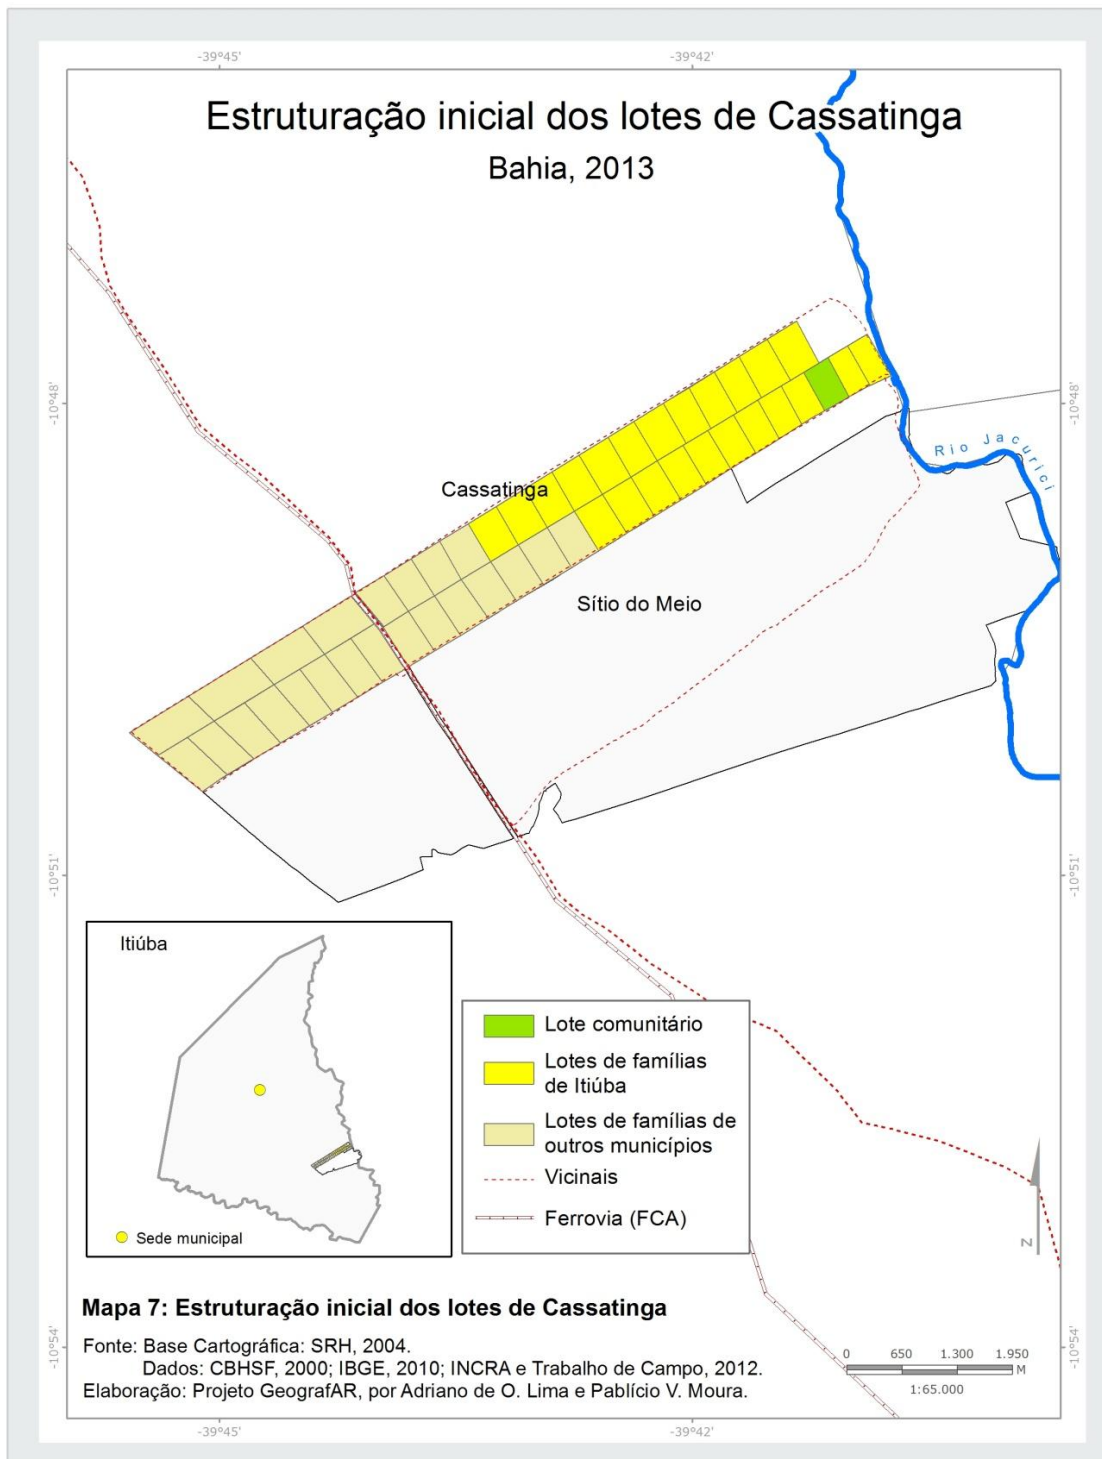 -39°45'
-39°42'
Estruturação inicial dos lotes de Cassatinga
Bahia, 2013
-10°48'
-10°48'
Rio Jacurici
Cassatinga
Sítio do Meio
-10°51'
-10°51'
Itiúba
Sede municipal
Lote comunitário
Lotes de famílias
de Itiúba
Lotes de famílias de
outros municípios
Vicinais
Ferrovia (FCA)
N
Mapa 7: Estruturação inicial dos lotes de Cassatinga
Fonte: Base Cartográfica: SRH, 2004.
Dados: CBHSF, 2000; IBGE, 2010; INCRA e Trabalho de Campo, 2012.
Elaboração: Projeto GeografAR, por Adriano de O. Lima e Pablício V. Moura.
0 650 1.300 1.950
M
1:65.000
-10°54'
-10°54'
-39°45'
-39°42'